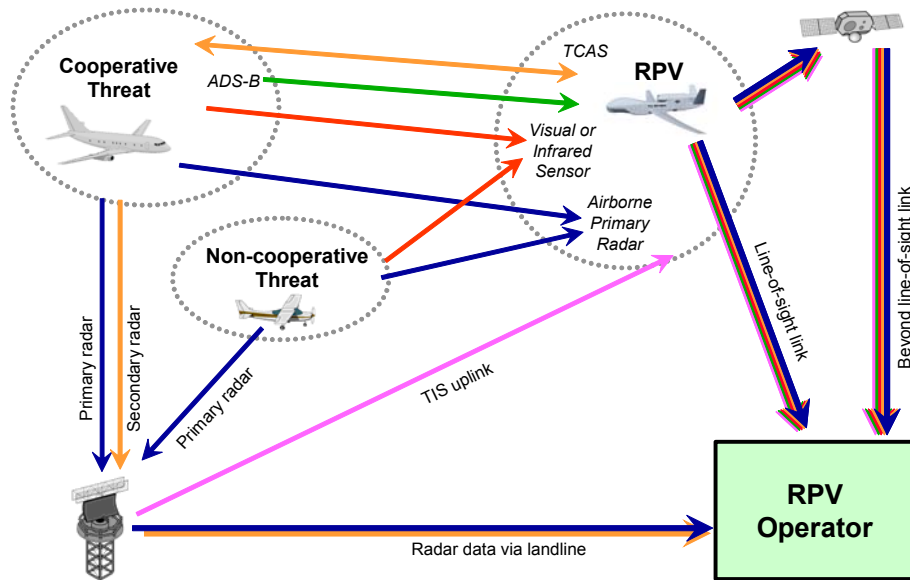 TCAS
Cooperative
Threat
ADS-B
RPV
Visual or
Infrared
Sensor
Airborne
Primary
Radar
Non-cooperative
Threat
Line-of-sight link
Beyond line-of-sight link
Primary radar
Secondary radar
Primary radar
TIS uplink
RPV
Operator
Radar data via landline